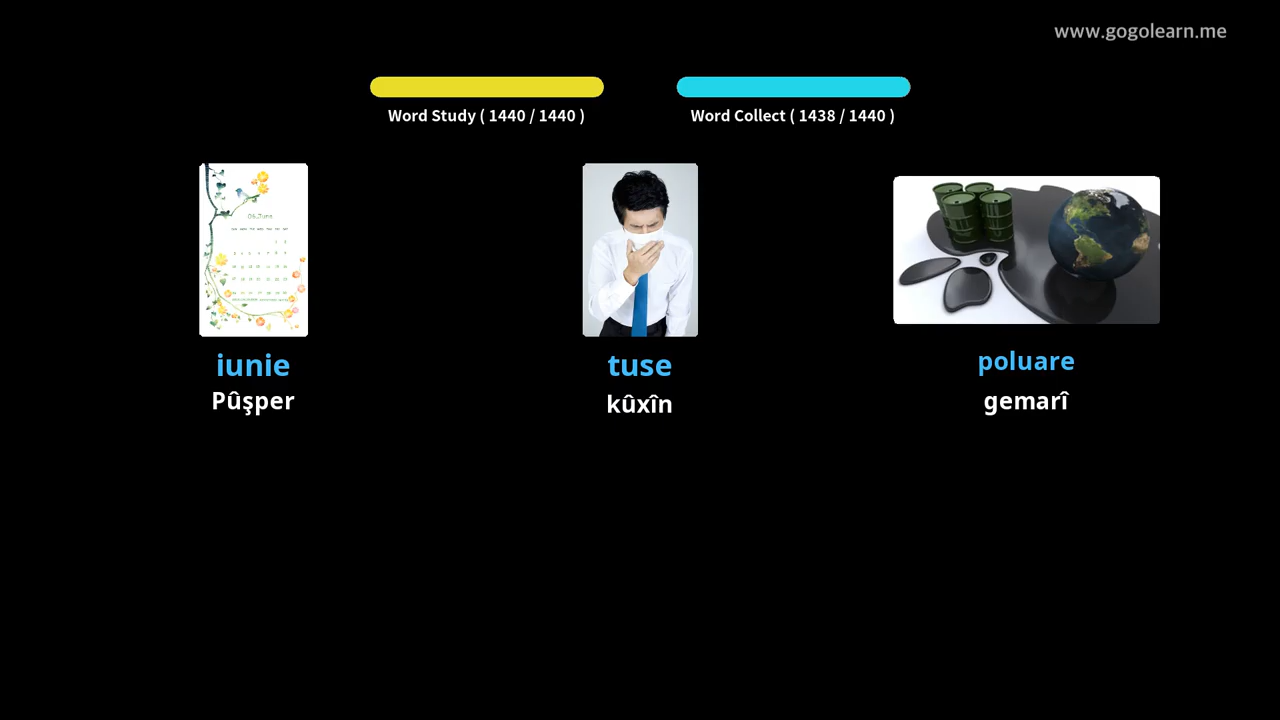 www.gogolearn.me
Word Study ( 1440 / 1440 )
Word Collect ( 1438 / 1440 )
iunie
Pûşper
tuse
kûxîn
poluare
gemarî